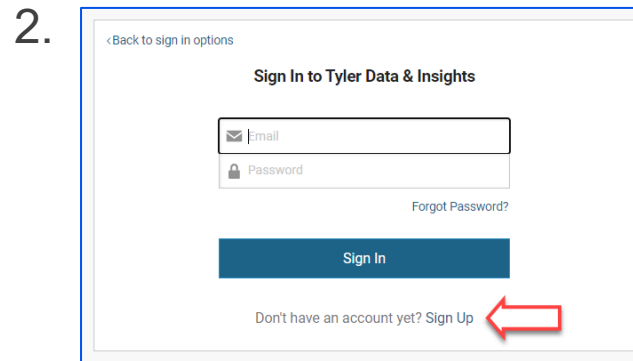 2.
‹Back to sign in options
Sign In to Tyler Data & Insights
Email
Password
Forgot Password?
Sign In
Don't have an account yet? Sign Up